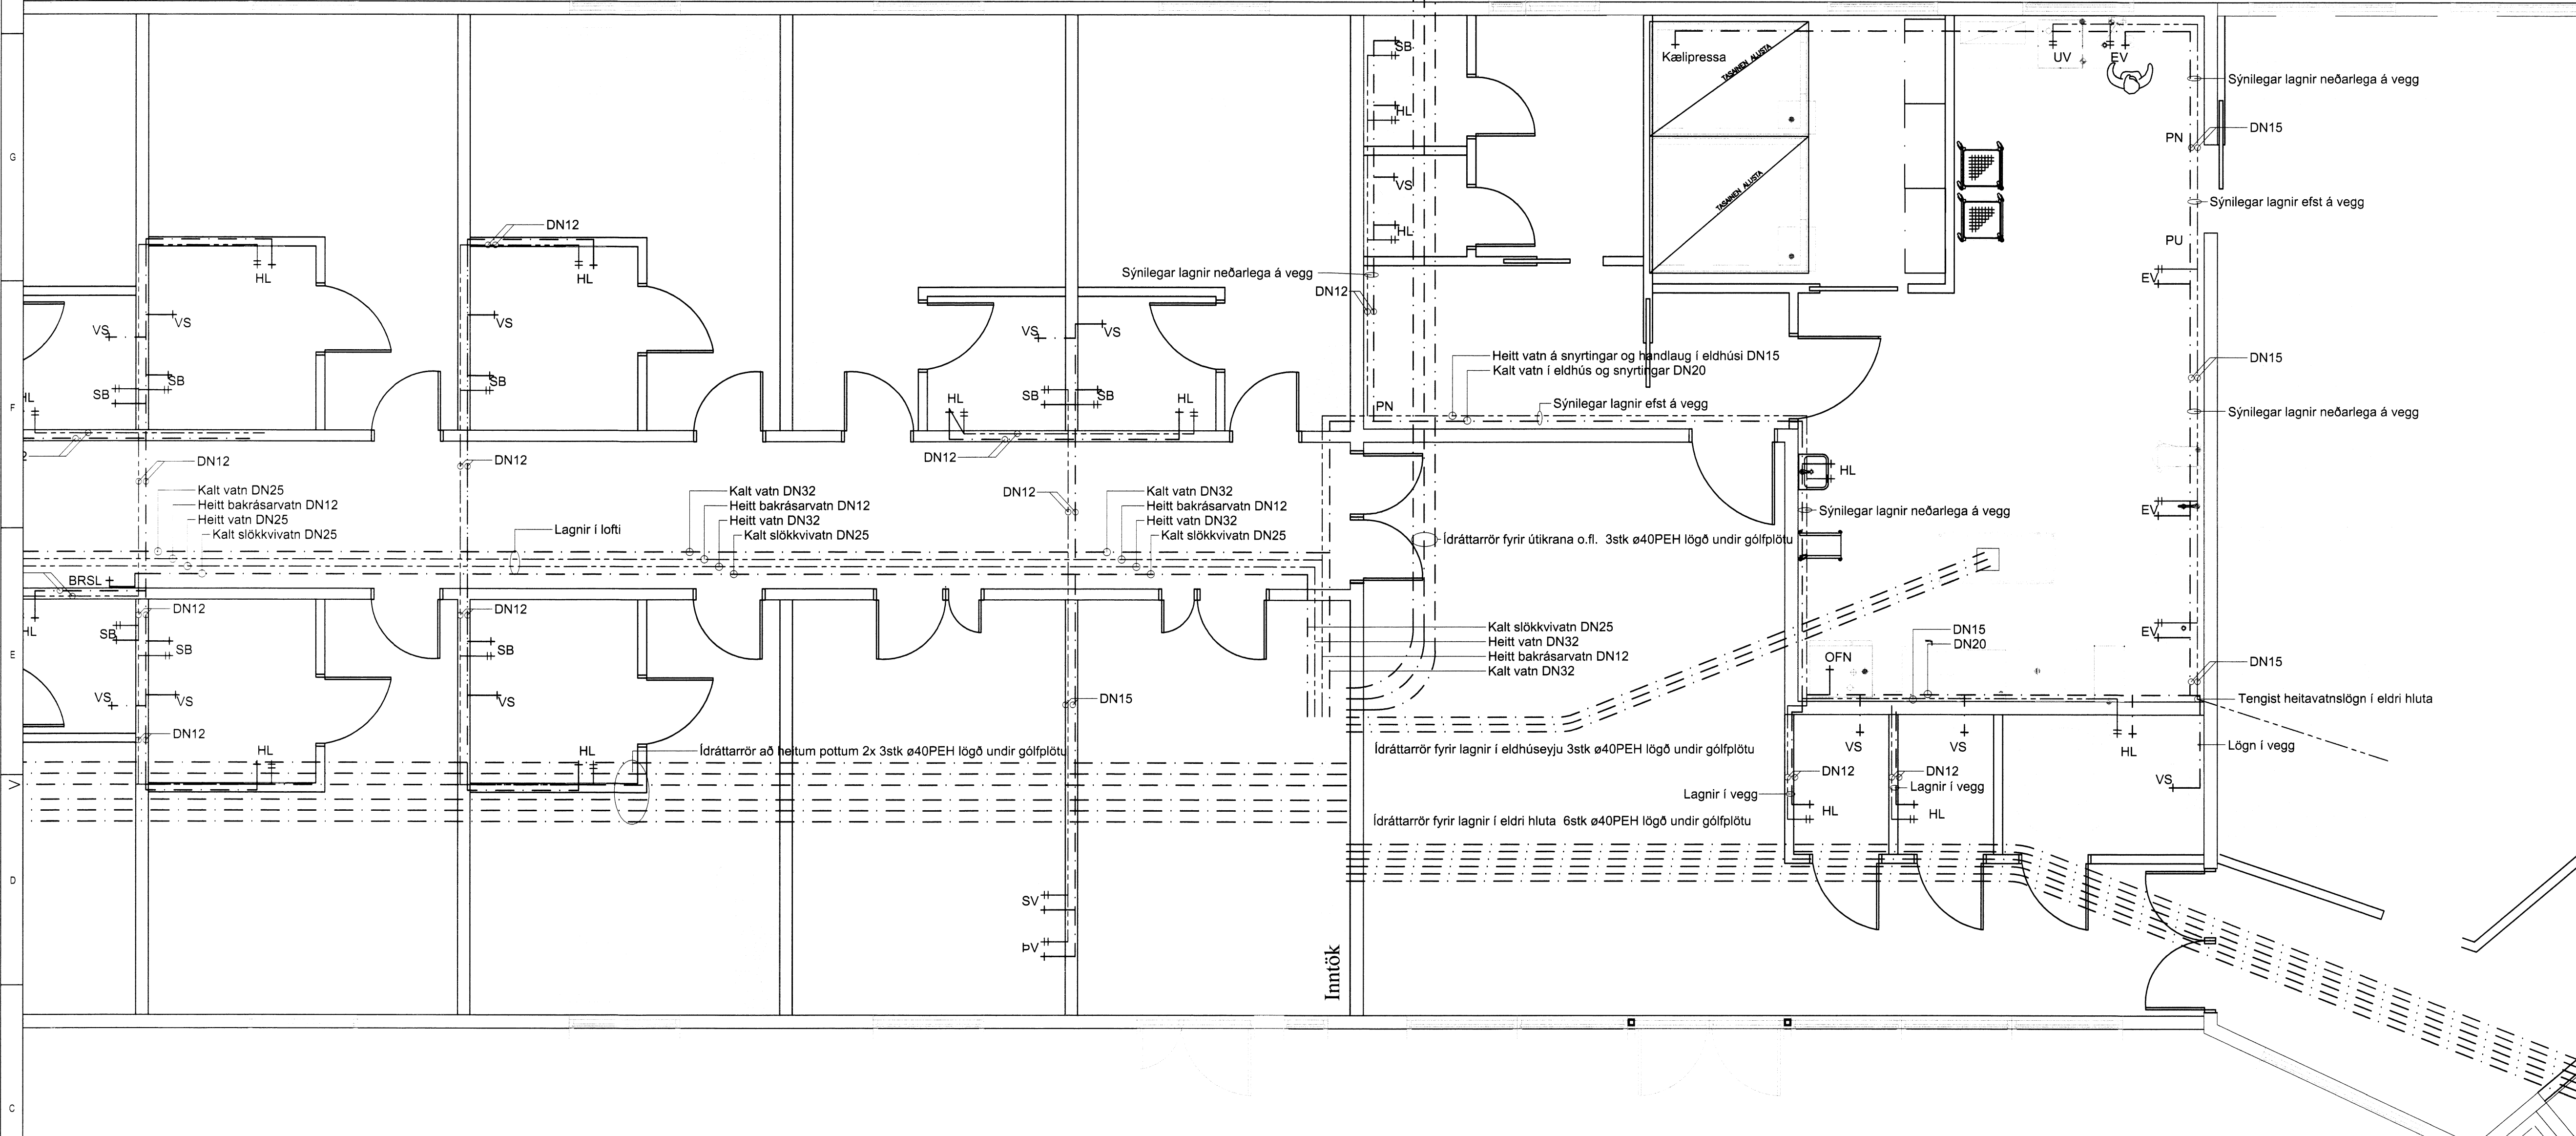 G
F
E
D
C
SB
HL
VS
HL
Kælipressa
TASAINEN ALUSTA
TASAINEN ALUSTA
UV
EV
Sýnilegar lagnir neðarlega á vegg
PN
DN15
Sýnilegar lagnir efst á vegg
PU
EV
DN12
HL
HL
Sýnilegar lagnir neðarlega á vegg
DN12
VS
VS
VS
VS
VS
SB
SB
SB
SB
SB
HL
HL
HL
Heitt vatn á snyrtingar og handlaug í eldhúsi DN15
Kalt vatn í eldhús og snyrtingar DN20
DN15
PN
Sýnilegar lagnir efst á vegg
Sýnilegar lagnir neðarlega á vegg
DN12
DN12
DN12
DN12
HL
Kalt vatn DN25
Heitt bakrásarvatn DN12
Heitt vatn DN25
Kalt slökkvivatn DN25
Lagnir í lofti
Kalt vatn DN32
Heitt bakrásarvatn DN12
Heitt vatn DN32
Kalt slökkvivatn DN25
Kalt vatn DN32
Heitt bakrásarvatn DN12
Heitt vatn DN32
Kalt slökkvivatn DN25
Sýnilegar lagnir neðarlega á vegg
EV
Ídráttarrör fyrir útikrana o.fl. 3stk ø40PEH lögð undir gólfplötu
BRSL
DN12
DN12
HL
SB
SB
SB
VS
VS
VS
DN12
HL
HL
Kalt slökkvivatn DN25
Heitt vatn DN32
Heitt bakrásarvatn DN12
Kalt vatn DN32
DN15
DN20
OFN
EV
DN15
DN15
Tengist heitavatnslögn í eldri hluta
Ídráttarrör að heitum pottum 2x 3stk ø40PEH lögð undir gólfplötu
Ídráttarrör fyrir lagnir í eldhúseyju 3stk ø40PEH lögð undir gólfplötu
VS
VS
HL
Lögn í vegg
DN12
DN12
VS
Lagnir í vegg
Lagnir í vegg
HL
HL
Ídráttarrör fyrir lagnir í eldri hluta 6stk ø40PEH lögð undir gólfplötu
SV
ÞV
Inntök